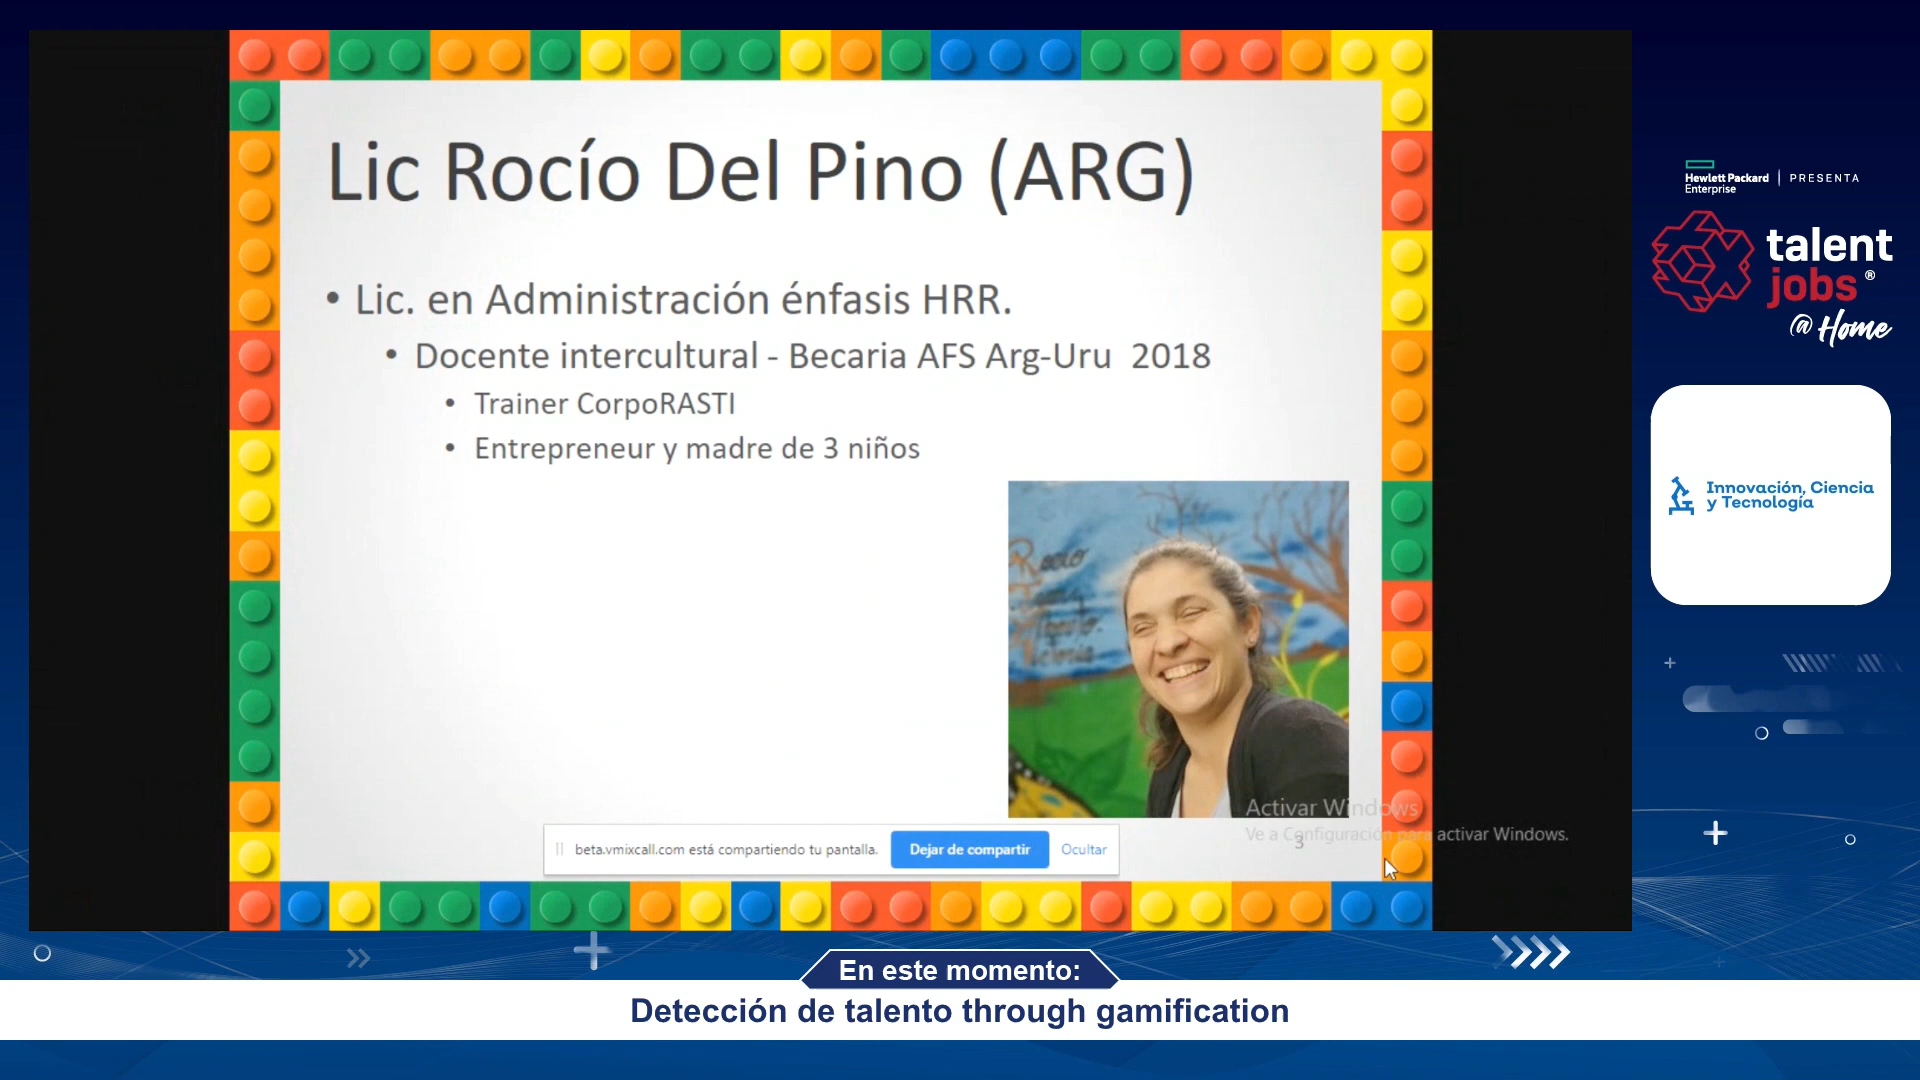 Lic Rocío Del Pino (ARG)
• Lic. en Administración énfasis HRR.
• Docente intercultural - Becaria AFS Arg-Uru 2018
• Trainer CorpoRASTI
• Entrepreneur y madre de 3 niños
Rocio
Activar Windows
Ve a Configuración para activar Windows.
3
beta.vmixcall.com está compartiendo tu pantalla.
Dejar de compartir
Ocultar
Hewlett Packard
Enterprise
PRESENTA
talent
jobs®
@Home
Innovación, Ciencia
y Tecnología
En este momento:
Detección de talento through gamification